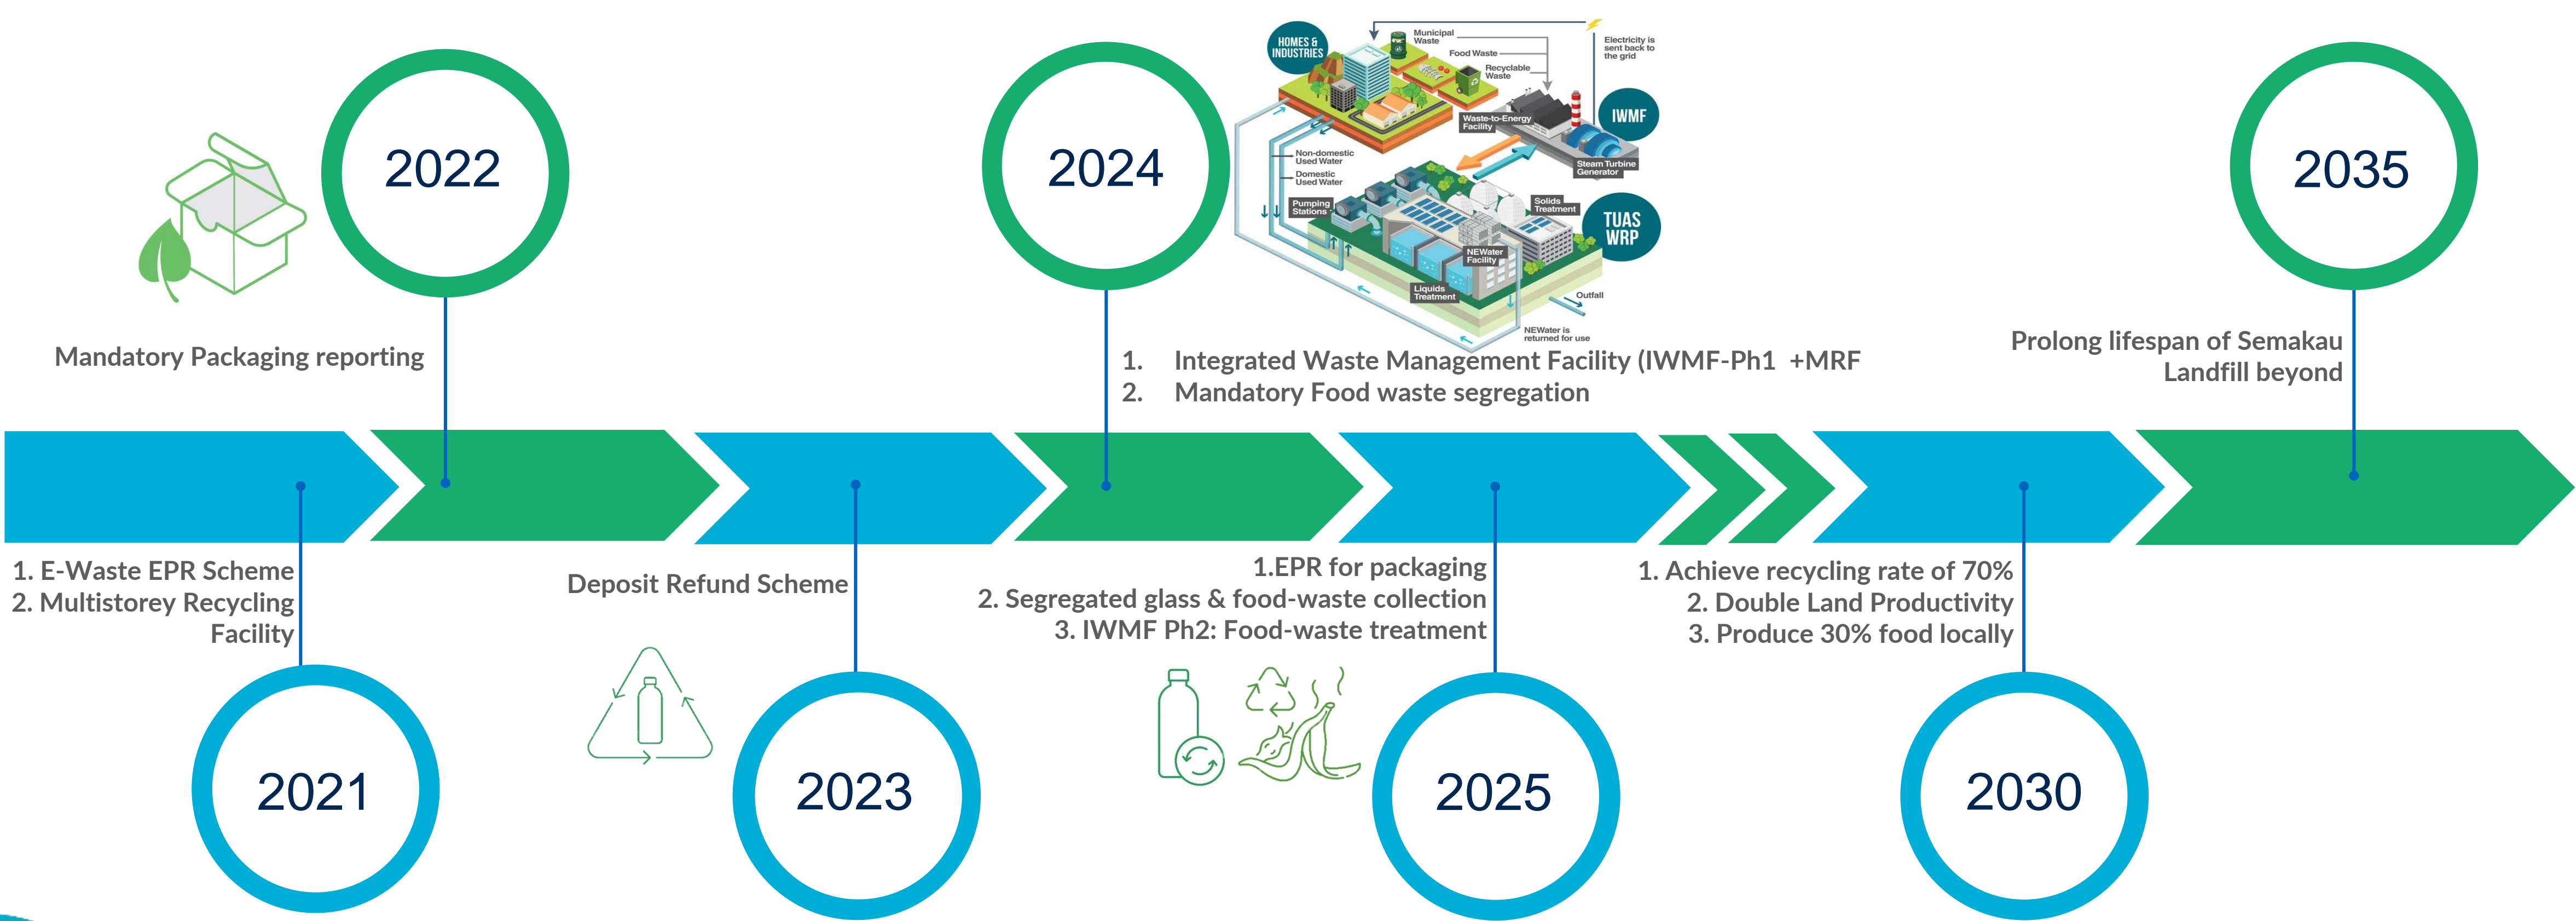 2022
Mandatory Packaging reporting
2024
HOMES &
INDUSTRIES
Municipal
Waste
Food Waste
Recyclable
Waste
Electricity is
sent back to
the grid
IWMF
Waste-to-Energy
Facility
Steam Turbine
Generator
Non-domestic
Used Water
Domestic
Used Water
Pumping
Stations
Solids
Treatment
TUAS
WRP
NEWater
Facility
Liquids
Treatment
Outfall
NEWater is
returned for use
1. Integrated Waste Management Facility (IWMF-Ph1 +MRF
2. Mandatory Food waste segregation
2035
Prolong lifespan of Semakau
Landfill beyond
1. E-Waste EPR Scheme
2. Multistorey Recycling
Facility
2021
Deposit Refund Scheme
2023
1.EPR for packaging
2. Segregated glass & food-waste collection
3. IWMF Ph2: Food-waste treatment
2025
1. Achieve recycling rate of 70%
2. Double Land Productivity
3. Produce 30% food locally
2030